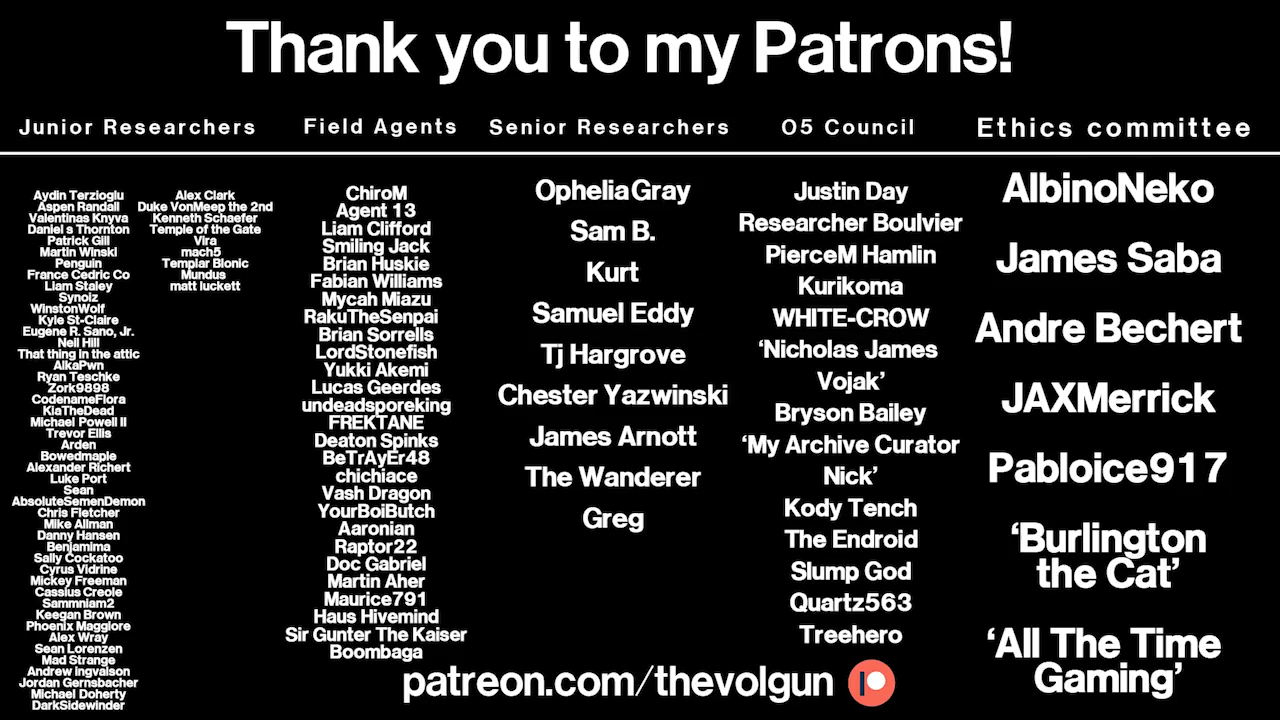 Thank you to my Patrons!
Junior Researchers
Aydin Terzioglu
Aspen Randall
Valentinas Knyva
Daniel s Thornton
Patrick Gill
Martin Winski
Penguin
France Cedric Co
Liam Staley
Synoiz
WinstonWolf
Kyle St-Claire
Eugene R. Sano, Jr.
Neil Hill
That thing in the attic
AlkaPwn
Ryan Teschke
Zork9898
CodenameFlora
KiaTheDead
Michael Powell II
Trevor Ellis
Arden
Bowedmaple
Alexander Richert
Luke Port
Sean
AbsoluteSemenDemon
Chris Fletcher
Mike Allman
Danny Hansen
Benjamima
Sally Cockatoo
Cyrus Vidrine
Mickey Freeman
Cassius Creole
Sammniam2
Keegan Brown
Phoenix Maggiore
Alex Wray
Sean Lorenzen
Mad Strange
Andrew Ingvalson
Jordan Gernsbacher
Michael Doherty
DarkSidewinder
Alex Clark
Duke VonMeep the 2nd
Kenneth Schaefer
Temple of the Gate
Vira
mach5
Templar Bionic
Mundus
matt luckett
Field Agents
ChiroM
Agent 13
Liam Clifford
Smiling Jack
Brian Huskie
Fabian Williams
Mycah Miazu
RakuTheSenpai
Brian Sorrells
LordStonefish
Yukki Akemi
Lucas Geerdes
undeadsporeking
FREKTANE
Deaton Spinks
BeTrAyEr48
chichiace
Vash Dragon
YourBoiButch
Aaronian
Raptor22
Doc Gabriel
Martin Aher
Maurice791
Haus Hivemind
Sir Gunter The Kaiser
Boombaga
Senior Researchers
OpheliaGray
Sam B.
Kurt
Samuel Eddy
Tj Hargrove
Chester Yazwinski
James Arnott
The Wanderer
Greg
O5 Council
Justin Day
Researcher Boulvier
PierceM Hamlin
Kurikoma
WHITE-CROW
‘Nicholas James
Vojak’
Bryson Bailey
‘My Archive Curator
Nick’
Kody Tench
The Endroid
Slump God
Quartz563
Treehero
Ethics committee
AlbinoNeko
James Saba
Andre Bechert
JAXMerrick
Pabloice917
‘Burlington
the Cat’
‘All The Time
Gaming’
patreon.com/thevolgun